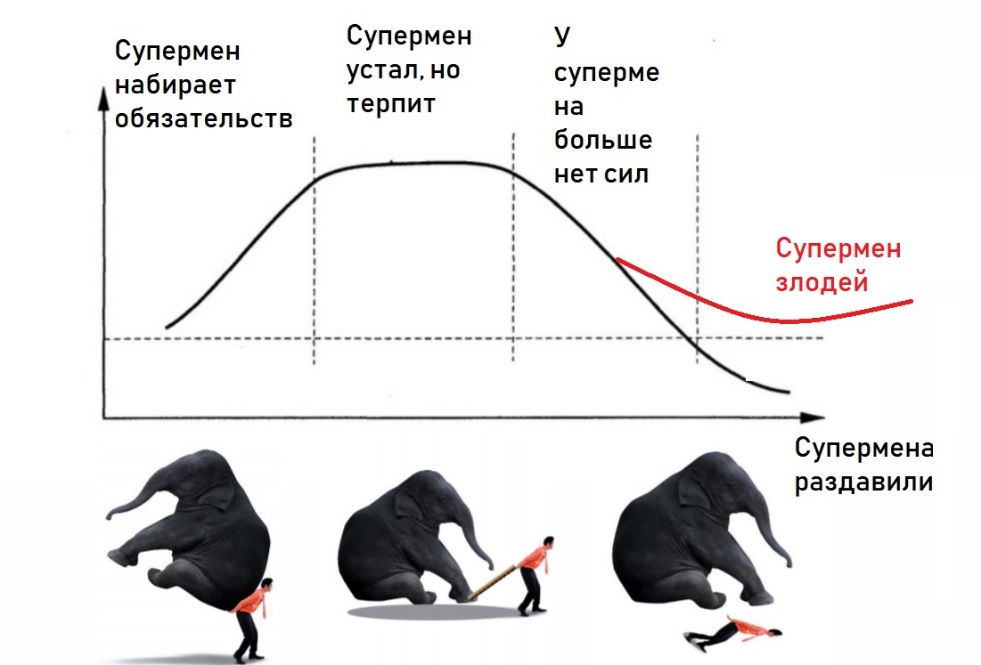 Супермен
набирает
обязательств
Супермен
устал, но
терпит
У
суперме
на
больше
нет сил
Супермен
злодей
Супермена
раздавили